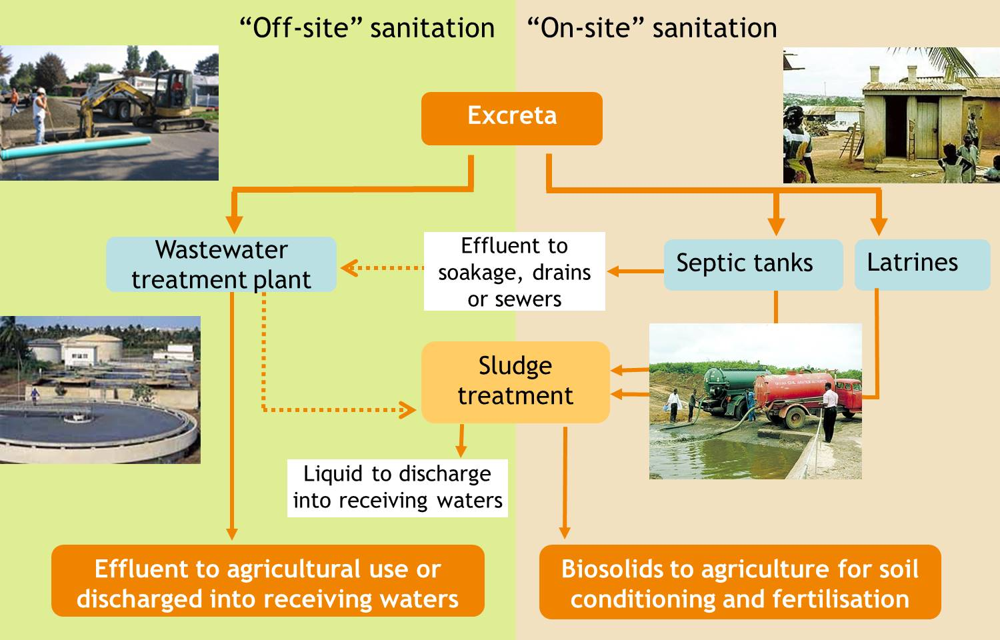 “Off-site” sanitation
“On-site” sanitation
Excreta
Wastewater
treatment plant
Effluent to
soakage, drains
or sewers
Septic tanks
Latrines
Sludge
treatment
Liquid to discharge
into receiving waters
Effluent to agricultural use or
discharged into receiving waters
Biosolids to agriculture for soil
conditioning and fertilisation